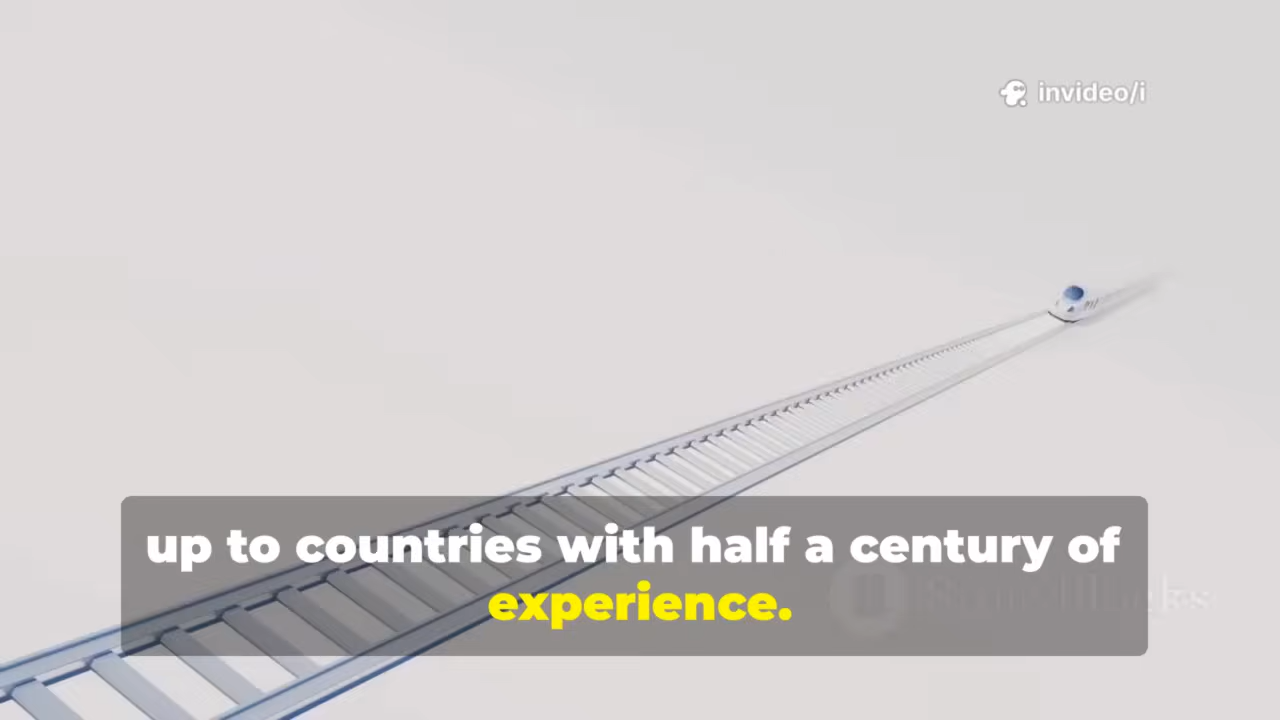 invideo/i
up to countries with half a century of
experience.